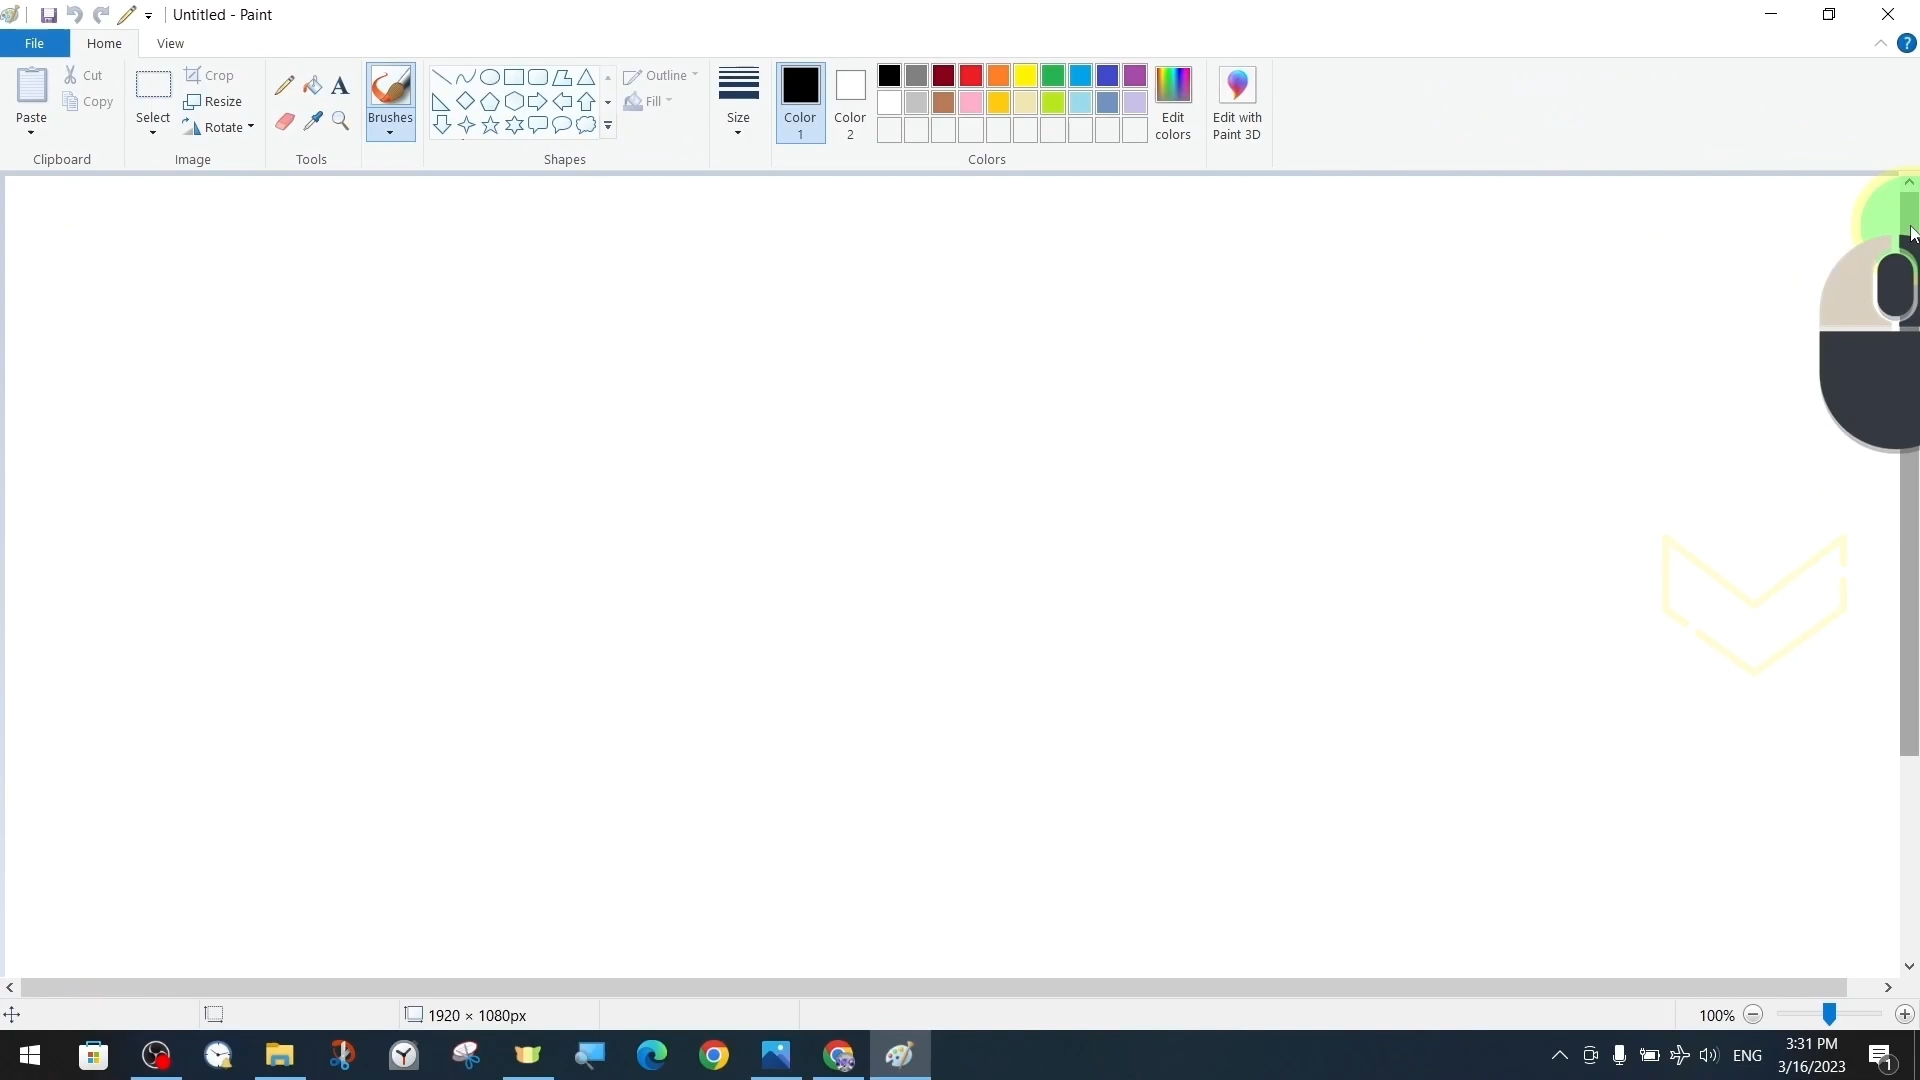 Untitled - Paint
File Home View
Paste
Cut
Copy
Clipboard
Select
Crop
Resize
Rotate
Image
A
Tools
Brushes
Shapes
Outline
Fill
Size
Color
1
Color
2
Colors
Edit
colors
Edit with
Paint 3D
?
1920 × 1080px
100%
ENG
3:31 PM
3/16/2023
1